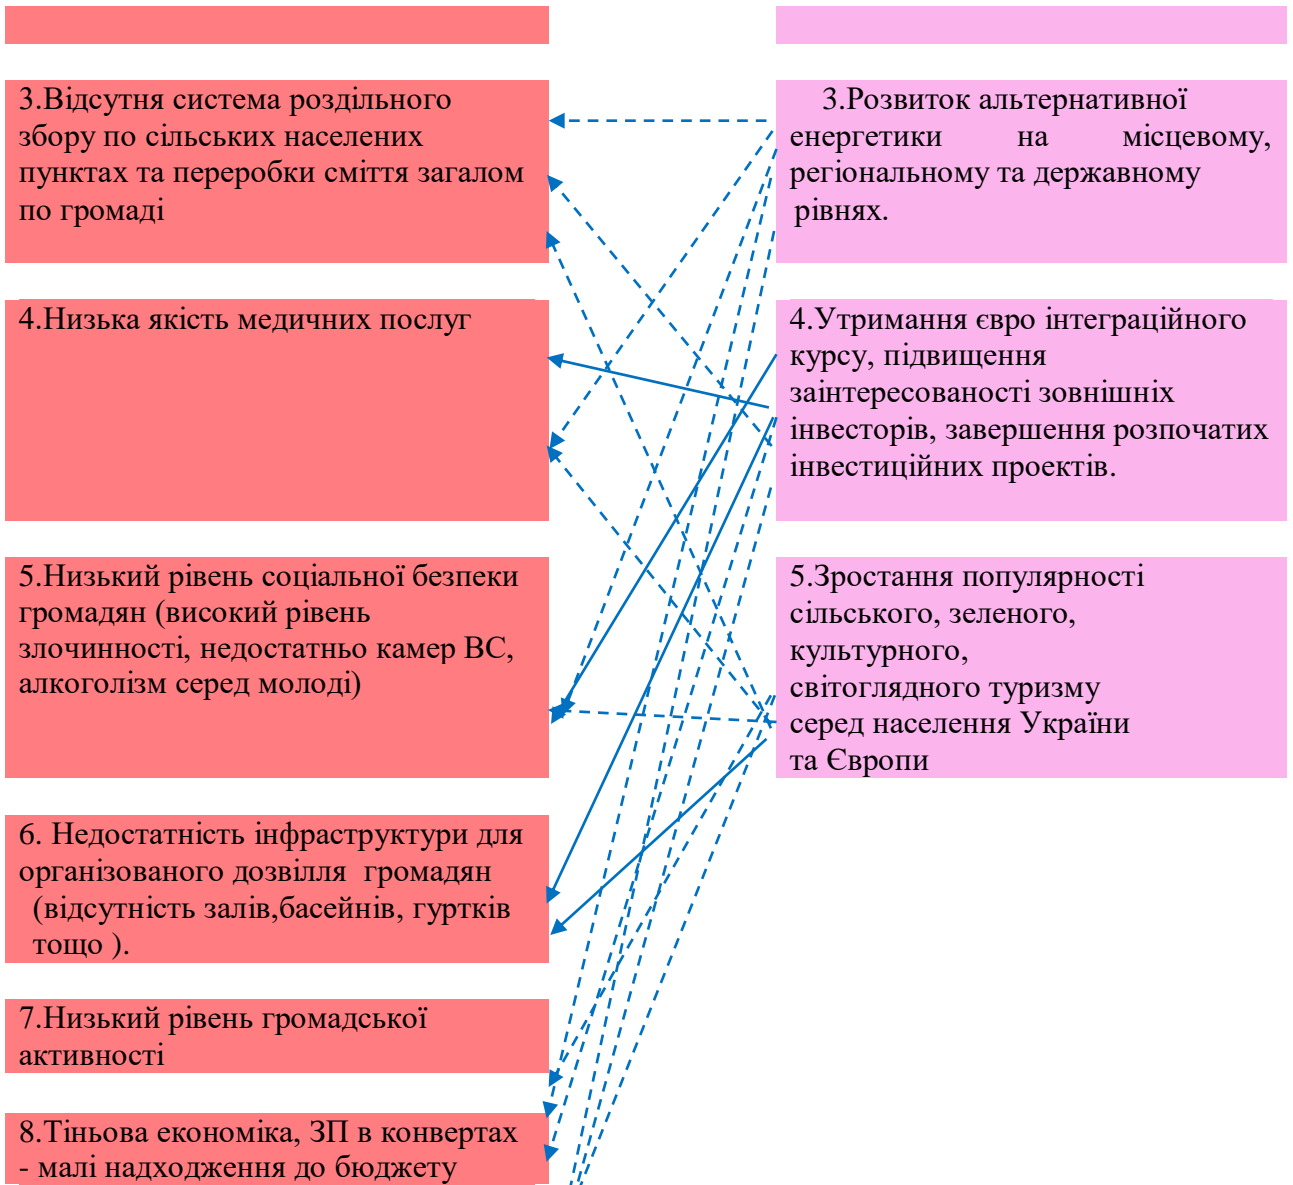 3.Відсутня система роздільного
збору по сільських населених
пунктах та переробки сміття загалом
по громаді
4.Низька якість медичних послуг
5.Низький рівень соціальної безпеки
громадян (високий рівень
злочинності, недостатньо камер ВС,
алкоголізм серед молоді)
6. Недостатність інфраструктури для
організованого дозвілля громадян
(відсутність залів,басейнів, гуртків
тощо ).
7.Низький рівень громадської
активності
8.Тіньова економіка, ЗП в конвертах
- малі надходження до бюджету
3.Розвиток альтернативної
енергетики на місцевому,
регіональному та державному
рівнях.
4.Утримання євро інтеграційного
курсу, підвищення
заінтересованості зовнішніх
інвесторів, завершення розпочатих
інвестиційних проектів.
5.Зростання популярності
сільського, зеленого,
культурного,
світоглядного туризму
серед населення України
та Європи